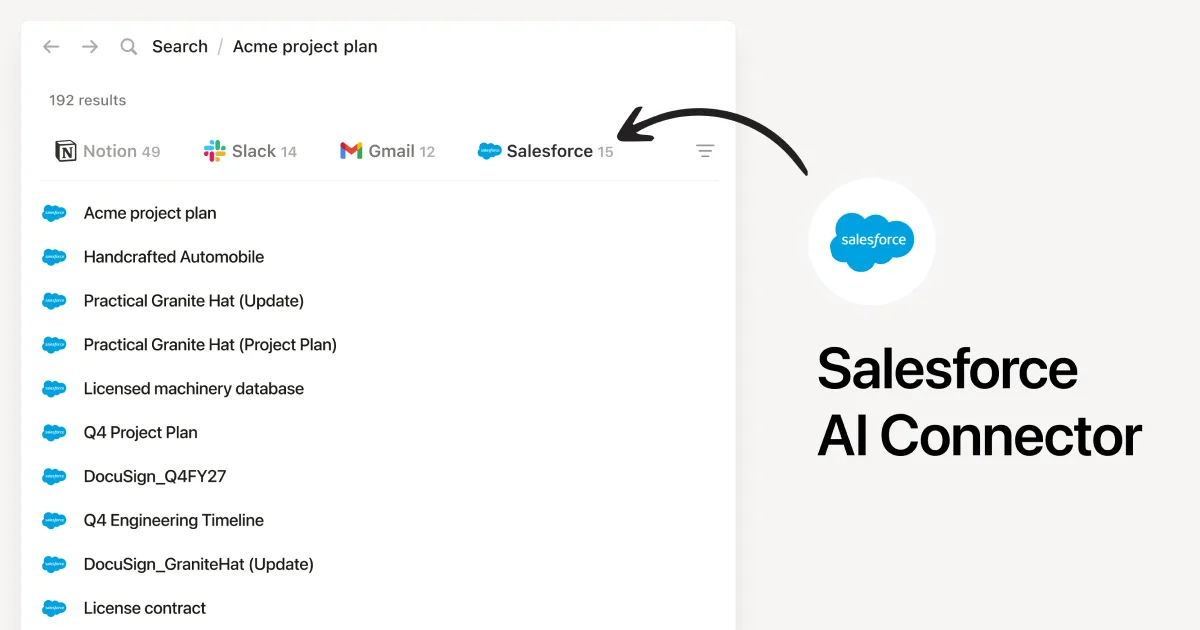 Search / Acme project plan
192 results
Notion 49 Slack 14 Gmail 12 Salesforce 15
Acme project plan
Handcrafted Automobile
Practical Granite Hat (Update)
Practical Granite Hat (Project Plan)
Licensed machinery database
Q4 Project Plan
DocuSign_Q4FY27
Q4 Engineering Timeline
DocuSign_GraniteHat (Update)
License contract
salesforce
Salesforce
AI Connector